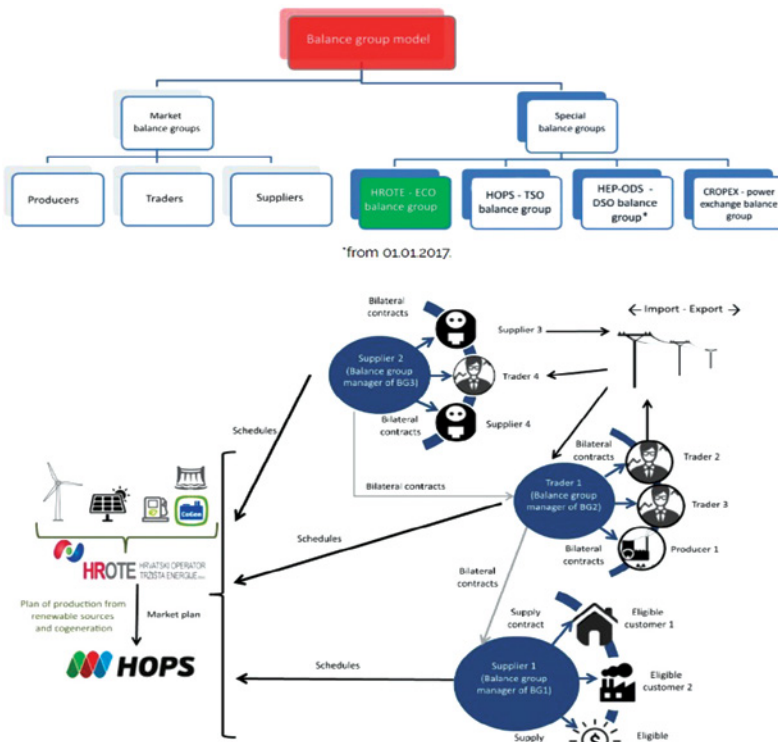 Balance group model
Market
balance groups
Special
balance groups
Producers
Traders
Suppliers
HROTE - ECO
balance group
HOPS - TSO
balance group
HEP-ODS -
DSO balance
group*
CROPEX - power
exchange balance
group
*from 01.01.2017.
Bilateral
contracts
← Import - Export →
Supplier 3
Supplier 2
(Balance group
manager of BG3)
Trader 4
Bilateral
contracts
Supplier 4
Schedules
Bilateral
contracts
Trader 2
Bilateral contracts
Trader 1
(Balance group
manager of BG2)
Trader 3
CoGen
Schedules
Bilateral
contracts
Producer 1
HROTE HRVATSKI OPERATOR
TRŽIŠTA ENERGIJE
Bilateral
contracts
Plan of production from
renewable sources
and cogeneration
Market plan
Supply
contract
Eligible
customer 1
HOPS
Schedules
Supplier 1
(Balance group
manager of BG1)
Eligible
customer 2
Supply
Eligible